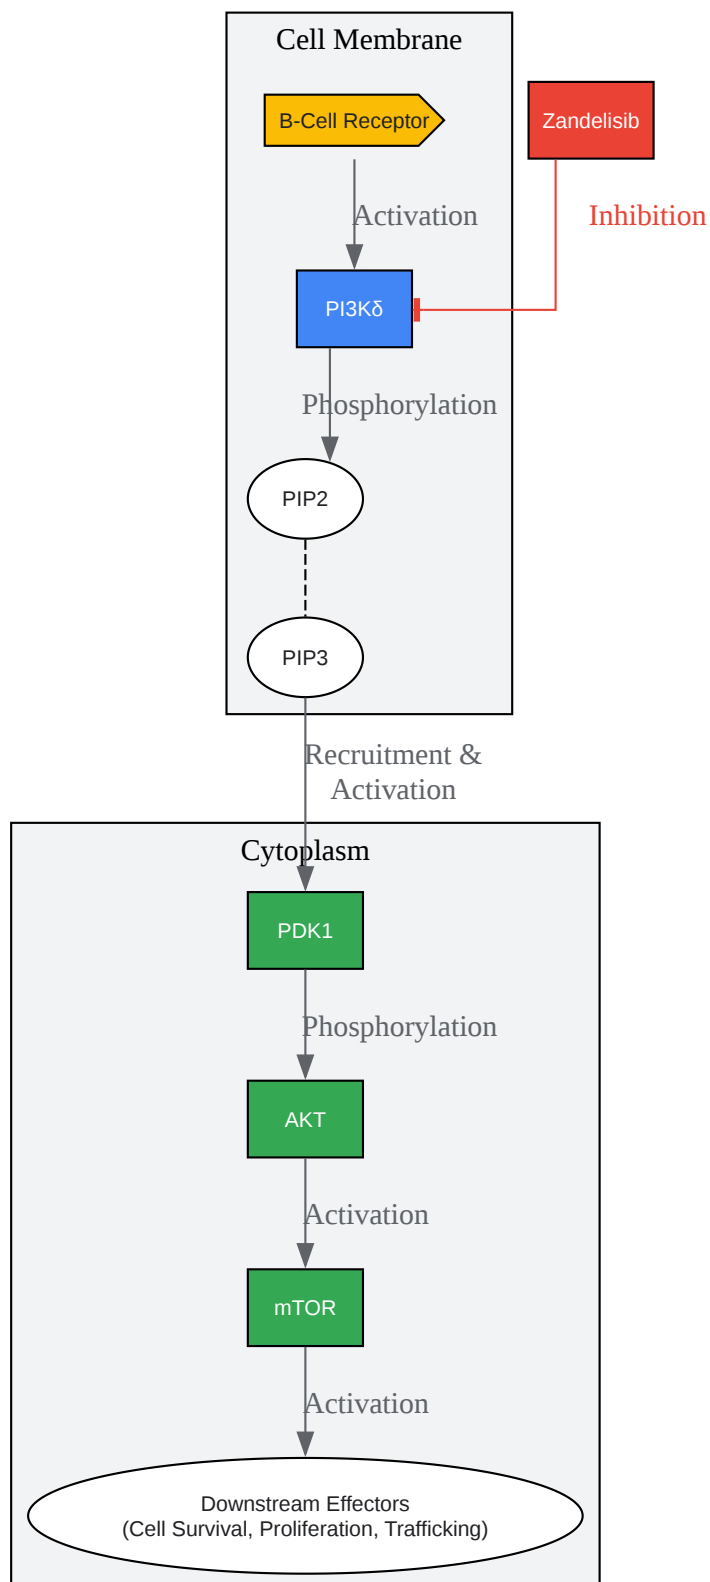 Cell Membrane
B-Cell Receptor
Zandelisib
Activation
Inhibition
PI3Kδ
Phosphorylation
PIP2
PIP3
Recruitment &
Activation
Cytoplasm
PDK1
Phosphorylation
AKT
Activation
mTOR
Activation
Downstream Effectors
(Cell Survival, Proliferation, Trafficking)